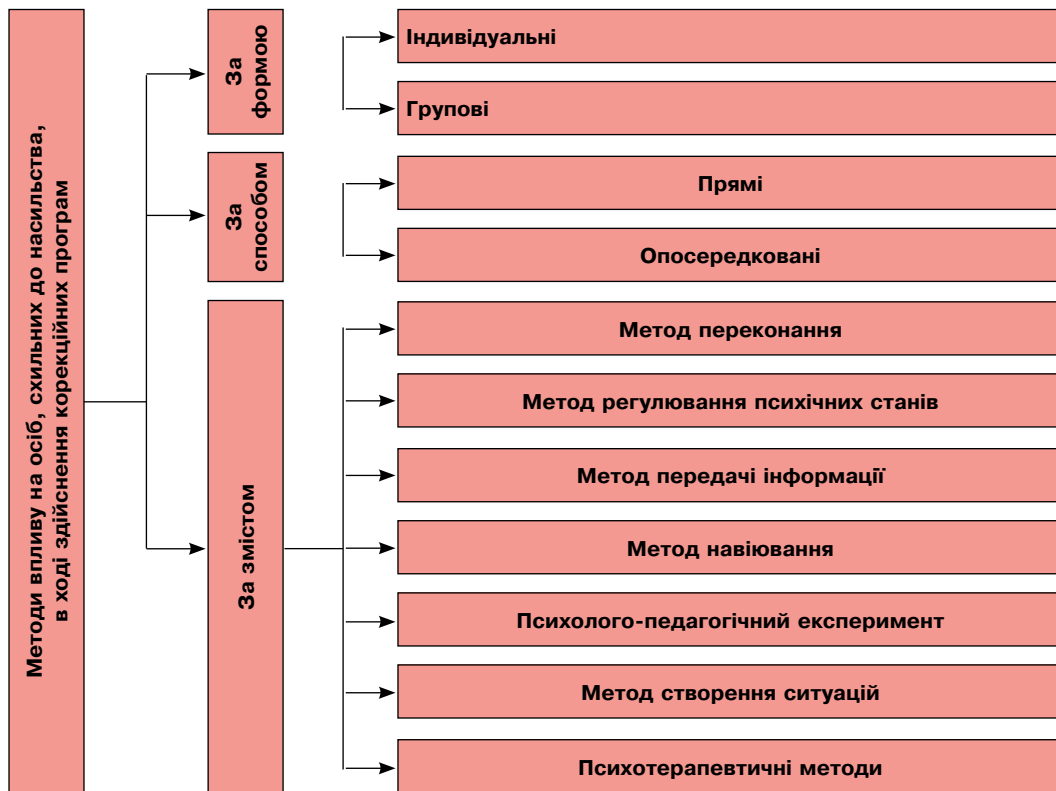 Методи впливу на осіб, схильних до насильства,
в ході здійснення корекційних програм
За
формою
Індивідуальні
Групові
За
способом
Прямі
Опосередковані
За змістом
Метод переконання
Метод регулювання психічних станів
Метод передачі інформації
Метод навіювання
Психолого-педагогічний експеримент
Метод створення ситуацій
Психотерапевтичні методи